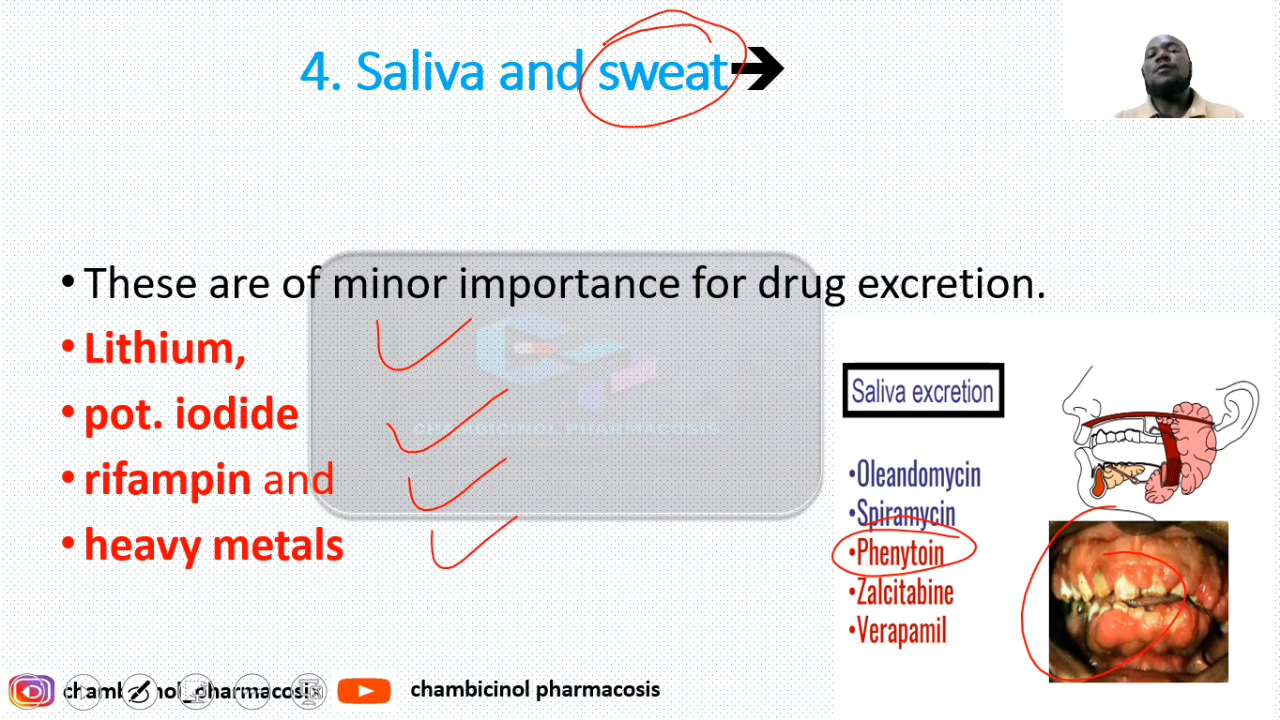 4. Saliva and sweat→
• These are of minor importance for drug excretion.
• Lithium,
• pot. iodide
• rifampin and
• heavy metals
Saliva excretion
•Oleandomycin
•Spiramycin
•Phenytoin
•Zalcitabine
•Verapamil
chambicinol pharmacosis